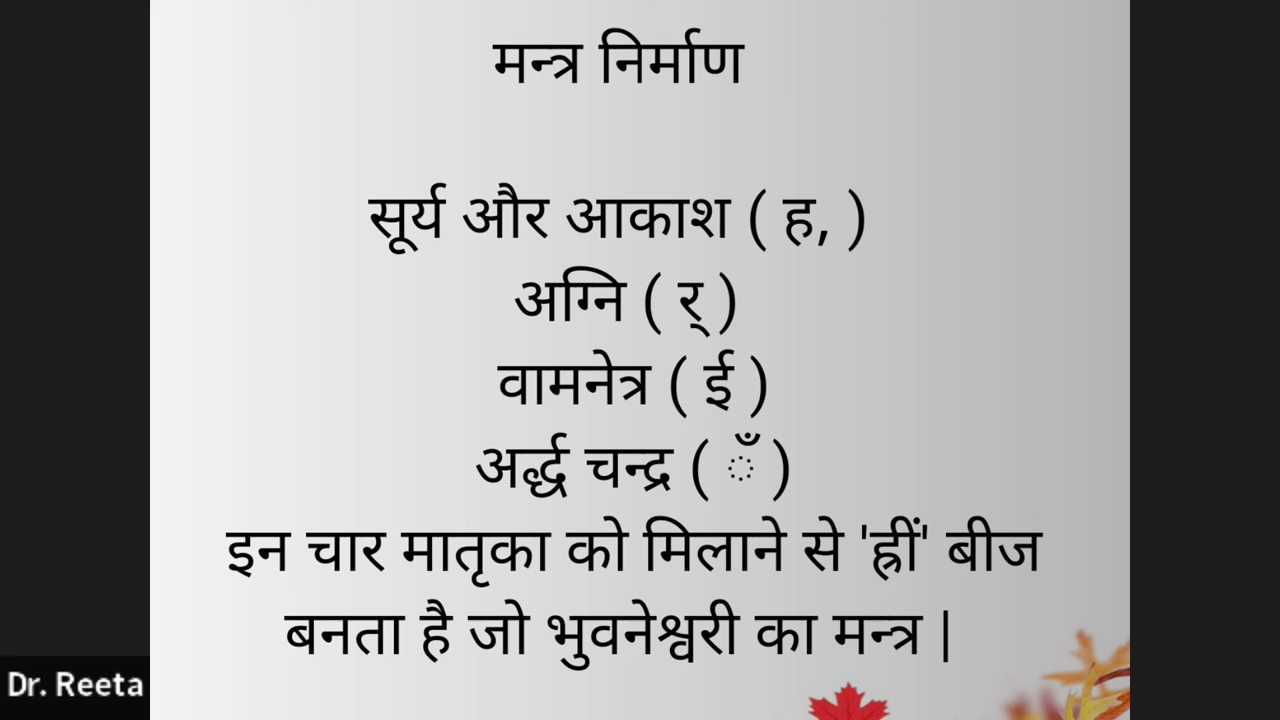 मन्त्र निर्माण
सूर्य और आकाश ( ह, )
अग्नि ( र् )
वामनेत्र ( ई )
अर्द्ध चन्द्र ( ँ )
इन चार मातृका को मिलाने से 'ह्रीं' बीज
बनता है जो भुवनेश्वरी का मन्त्र |
Dr. Reeta